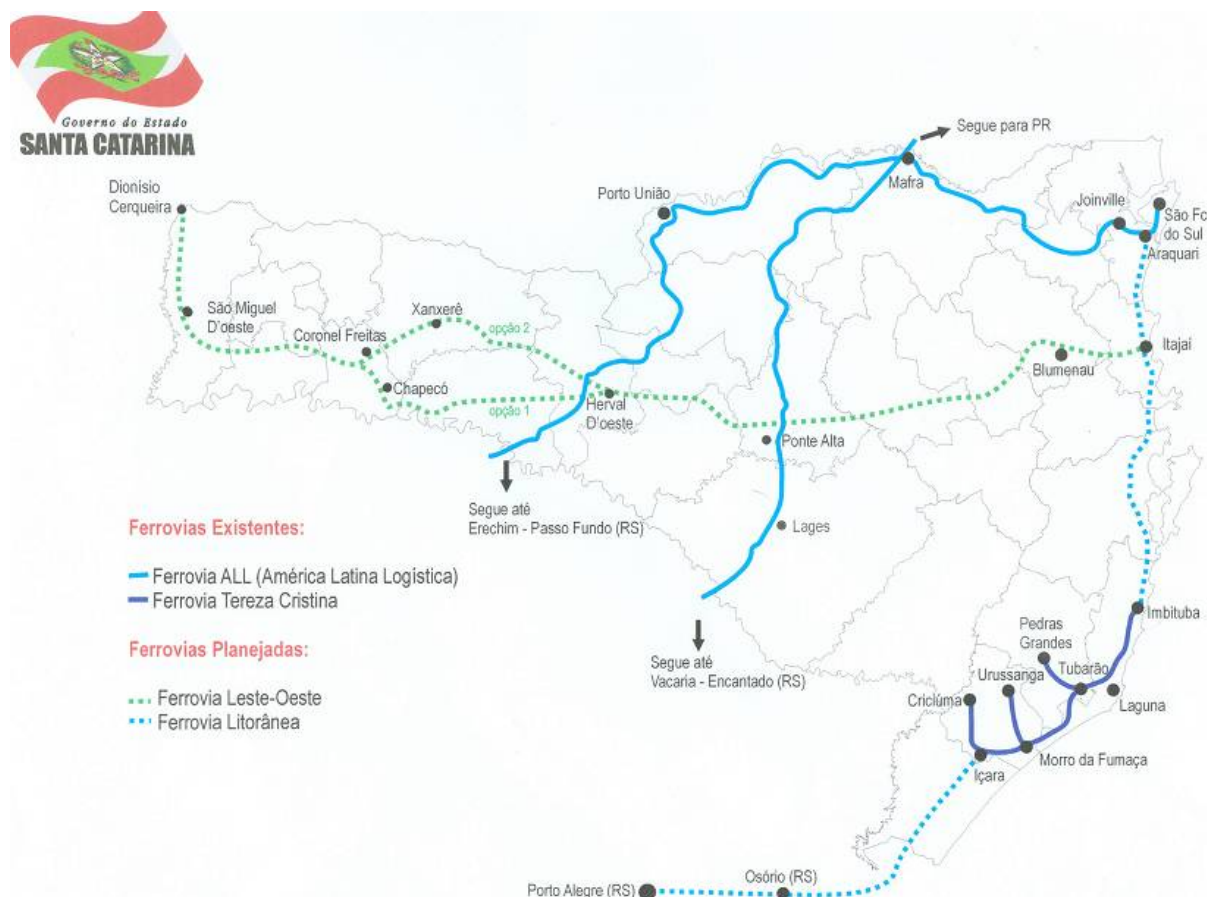 Governo do Estado
SANTA CATARINA
Segue para PR
Mafra
Dionisio
Cerqueira
Porto União
Joinville
São Fc
do Sul
Araquari
São Miguel
D'oeste
Xanxerê
Coronel Freitas
opção 2
Itajaí
Blumenau
Chapecó
opção 1
Herval
D'oeste
Ponte Alta
Segue até
Erechim - Passo Fundo (RS)
Lages
Ferrovias Existentes:
Ferrovia ALL (América Latina Logística)
Ferrovia Tereza Cristina
Imbituba
Pedras
Grandes
Ferrovias Planejadas:
Segue até
Vacaria - Encantado (RS)
Tubarão
Urussanga
Criciúma
Laguna
Ferrovia Leste-Oeste
Ferrovia Litorânea
Morro da Fumaça
Içara
Osório (RS)
Porto Alegre (RS)